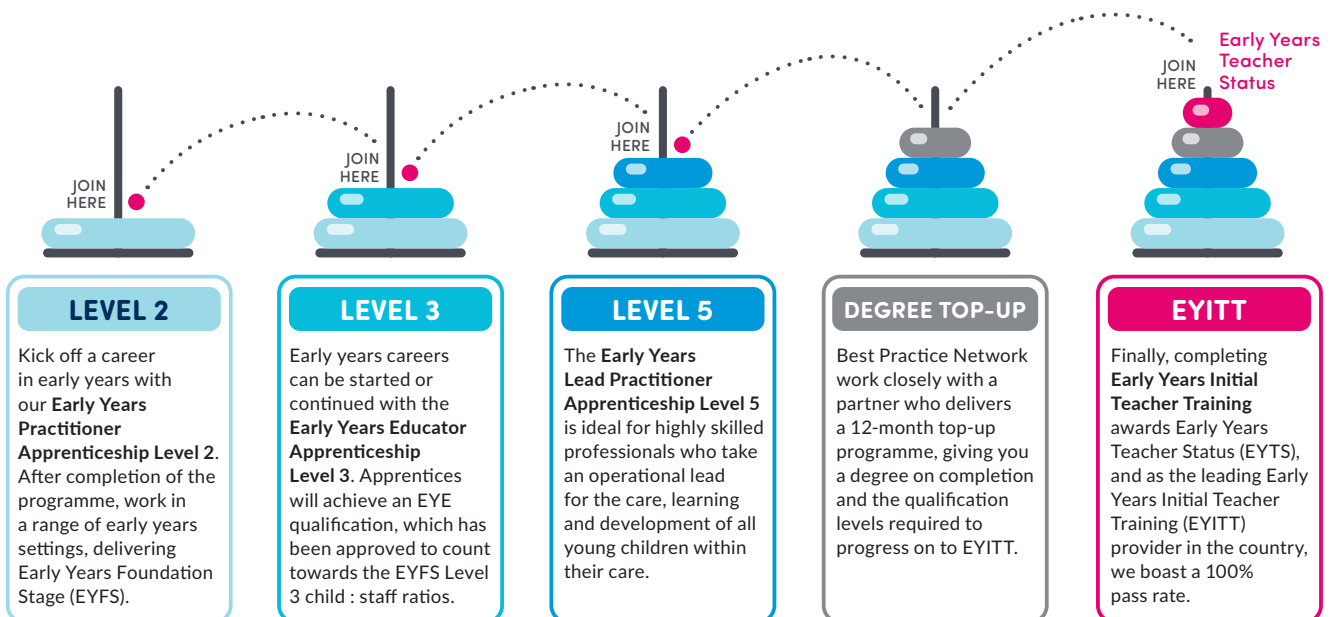 Early Years
Teacher
Status
JOIN
HERE
JOIN
HERE
JOIN
HERE
JOIN
HERE
LEVEL 2
Kick off a career
in early years with
our Early Years
Practitioner
Apprenticeship Level 2.
After completion of the
programme, work in
a range of early years
settings, delivering
Early Years Foundation
Stage (EYFS).
LEVEL 3
Early years careers
can be started or
continued with the
Early Years Educator
Apprenticeship
Level 3. Apprentices
will achieve an EYE
qualification, which has
been approved to count
towards the EYFS Level
3 child : staff ratios.
LEVEL 5
The Early Years
Lead Practitioner
Apprenticeship Level 5
is ideal for highly skilled
professionals who take
an operational lead
for the care, learning
and development of all
young children within
their care.
DEGREE TOP-UP
Best Practice Network
work closely with a
partner who delivers
a 12-month top-up
programme, giving you
a degree on completion
and the qualification
levels required to
progress on to EYITT.
EYITT
Finally, completing
Early Years Initial
Teacher Training
awards Early Years
Teacher Status (EYTS),
and as the leading Early
Years Initial Teacher
Training (EYITT)
provider in the country,
we boast a 100%
pass rate.